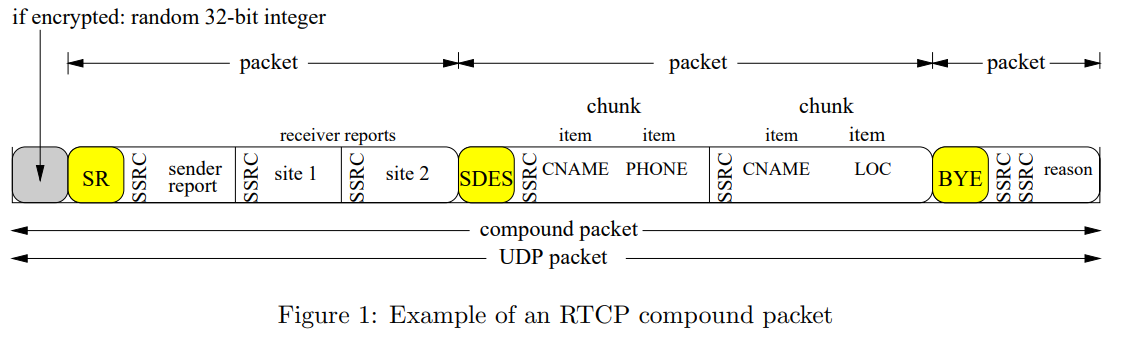 if encrypted: random 32-bit integer
packet packet packet
chunk chunk
receiver reports item item item item
SR SSRC sender report SSRC site 1 SSRC site 2 SDES SSRC CNAME PHONE SSRC CNAME LOC BYE SSRC SSRC reason
compound packet
UDP packet
Figure 1: Example of an RTCP compound packet